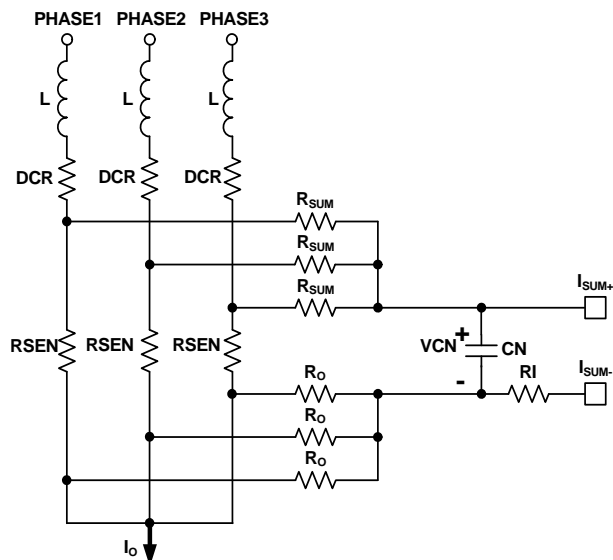 PHASE1 PHASE2 PHASE3
L L L
DCR DCR DCR
RSUM
RSUM
RSUM
ISUM+
RSEN RSEN RSEN
VCN + CN
-
RI
ISUM-
RO
RO
RO
IO